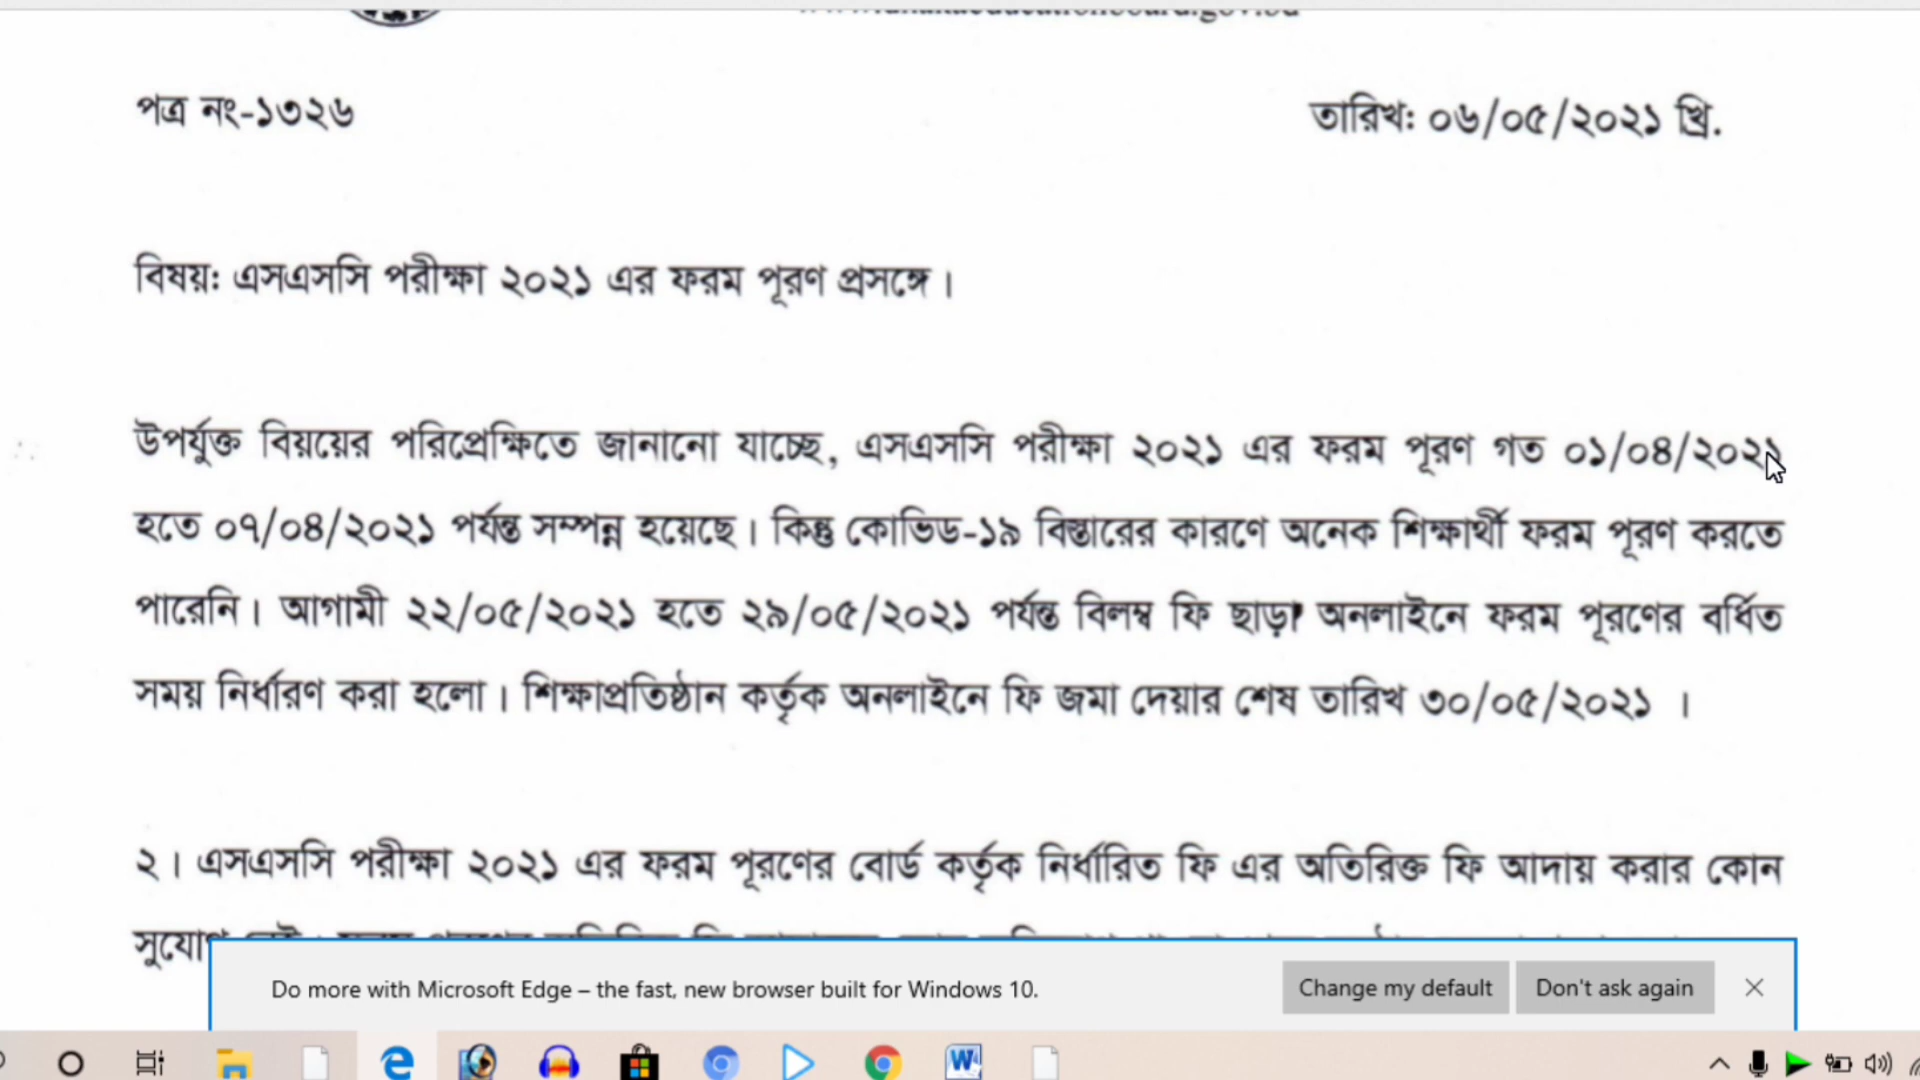 পত্র নং-১৩২৬
তারিখঃ ০৬/০৫/২০২১ খ্রি.
বিষয়ঃ এসএসসি পরীক্ষা ২০২১ এর ফরম পূরণ প্রসঙ্গে।
উপর্যুক্ত বিয়য়ের পরিপ্রেক্ষিতে জানানো যাচ্ছে, এসএসসি পরীক্ষা ২০২১ এর ফরম পূরণ গত ০১/০৪/২০২১
হতে ০৭/০৪/২০২১ পর্যন্ত সম্পন্ন হয়েছে। কিন্তু কোভিড-১৯ বিস্তারের কারণে অনেক শিক্ষার্থী ফরম পূরণ করতে
পারেনি। আগামী ২২/০৫/২০২১ হতে ২৯/০৫/২০২১ পর্যন্ত বিলম্ব ফি ছাড়া অনলাইনে ফরম পূরণের বর্ধিত
সময় নির্ধারণ করা হলো। শিক্ষাপ্রতিষ্ঠান কর্তৃক অনলাইনে ফি জমা দেয়ার শেষ তারিখ ৩০/০৫/২০২১ ।
২। এসএসসি পরীক্ষা ২০২১ এর ফরম পূরণের বোর্ড কর্তৃক নির্ধারিত ফি এর অতিরিক্ত ফি আদায় করার কোন
সুযোগ
Do more with Microsoft Edge – the fast, new browser built for Windows 10.
Change my default
Don't ask again